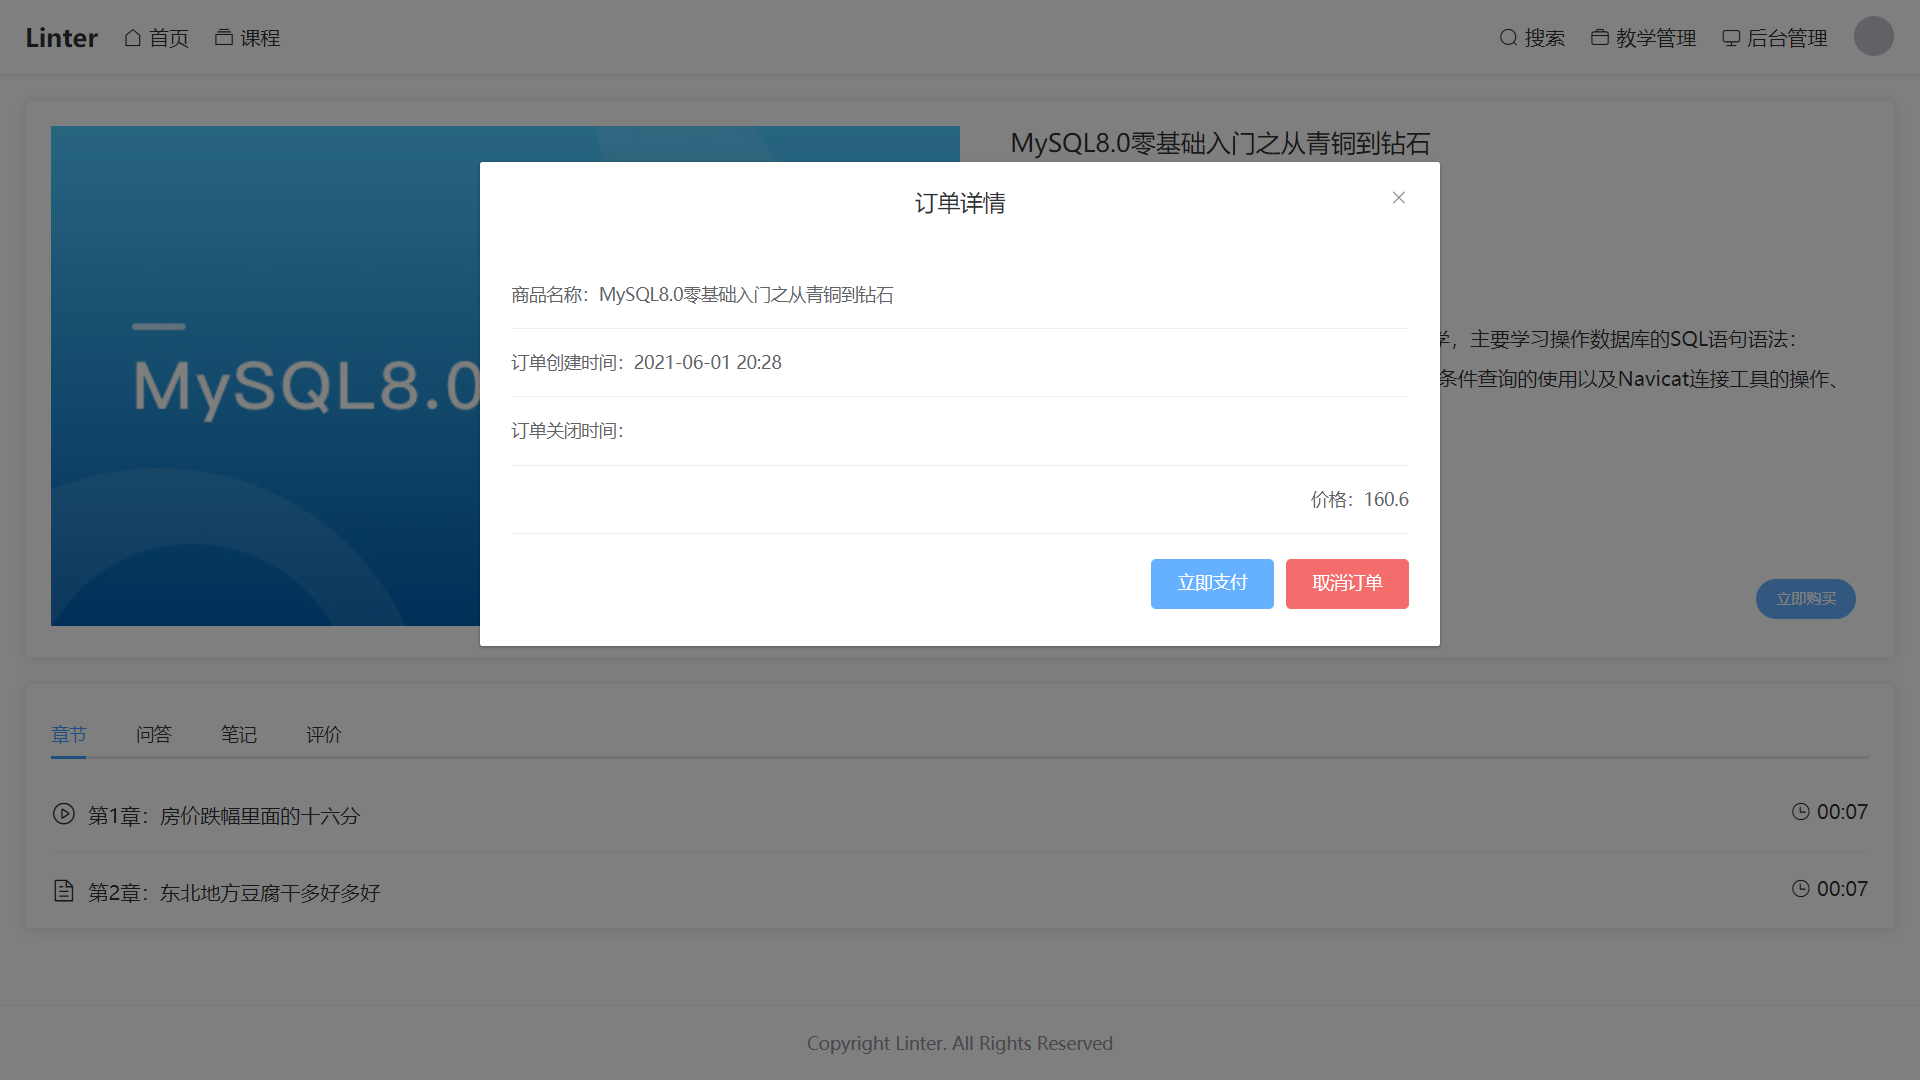 Linter 首页 课程 搜索 教学管理 后台管理
MySQL8.0零基础入门之从青铜到钻石
MySQL8.0
订单详情
商品名称：MySQL8.0零基础入门之从青铜到钻石
订单创建时间：2021-06-01 20:28
订单关闭时间：
价格：160.6
立即支付 取消订单
学，主要学习操作数据库的SQL语句语法：
条件查询的使用以及Navicat连接工具的操作、
立即购买
章节 问答 笔记 评价
第1章：房价跌幅里面的十六分 00:07
第2章：东北地方豆腐干多好多好 00:07
Copyright Linter. All Rights Reserved